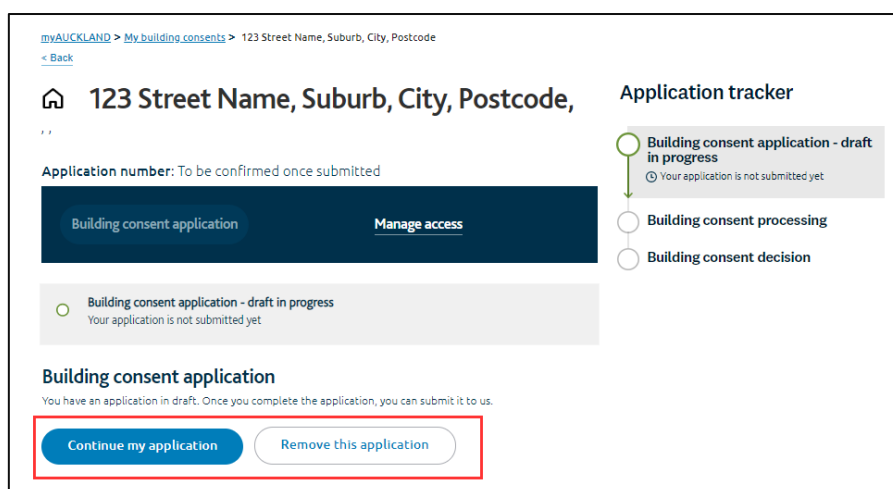 myAUCKLAND > My building consents > 123 Street Name, Suburb, City, Postcode
< Back
123 Street Name, Suburb, City, Postcode,
, ,
Application number: To be confirmed once submitted
Building consent application
Manage access
Building consent application - draft in progress
Your application is not submitted yet
Building consent application
You have an application in draft. Once you complete the application, you can submit it to us.
Continue my application
Remove this application
Application tracker
Building consent application - draft
in progress
Your application is not submitted yet
Building consent processing
Building consent decision